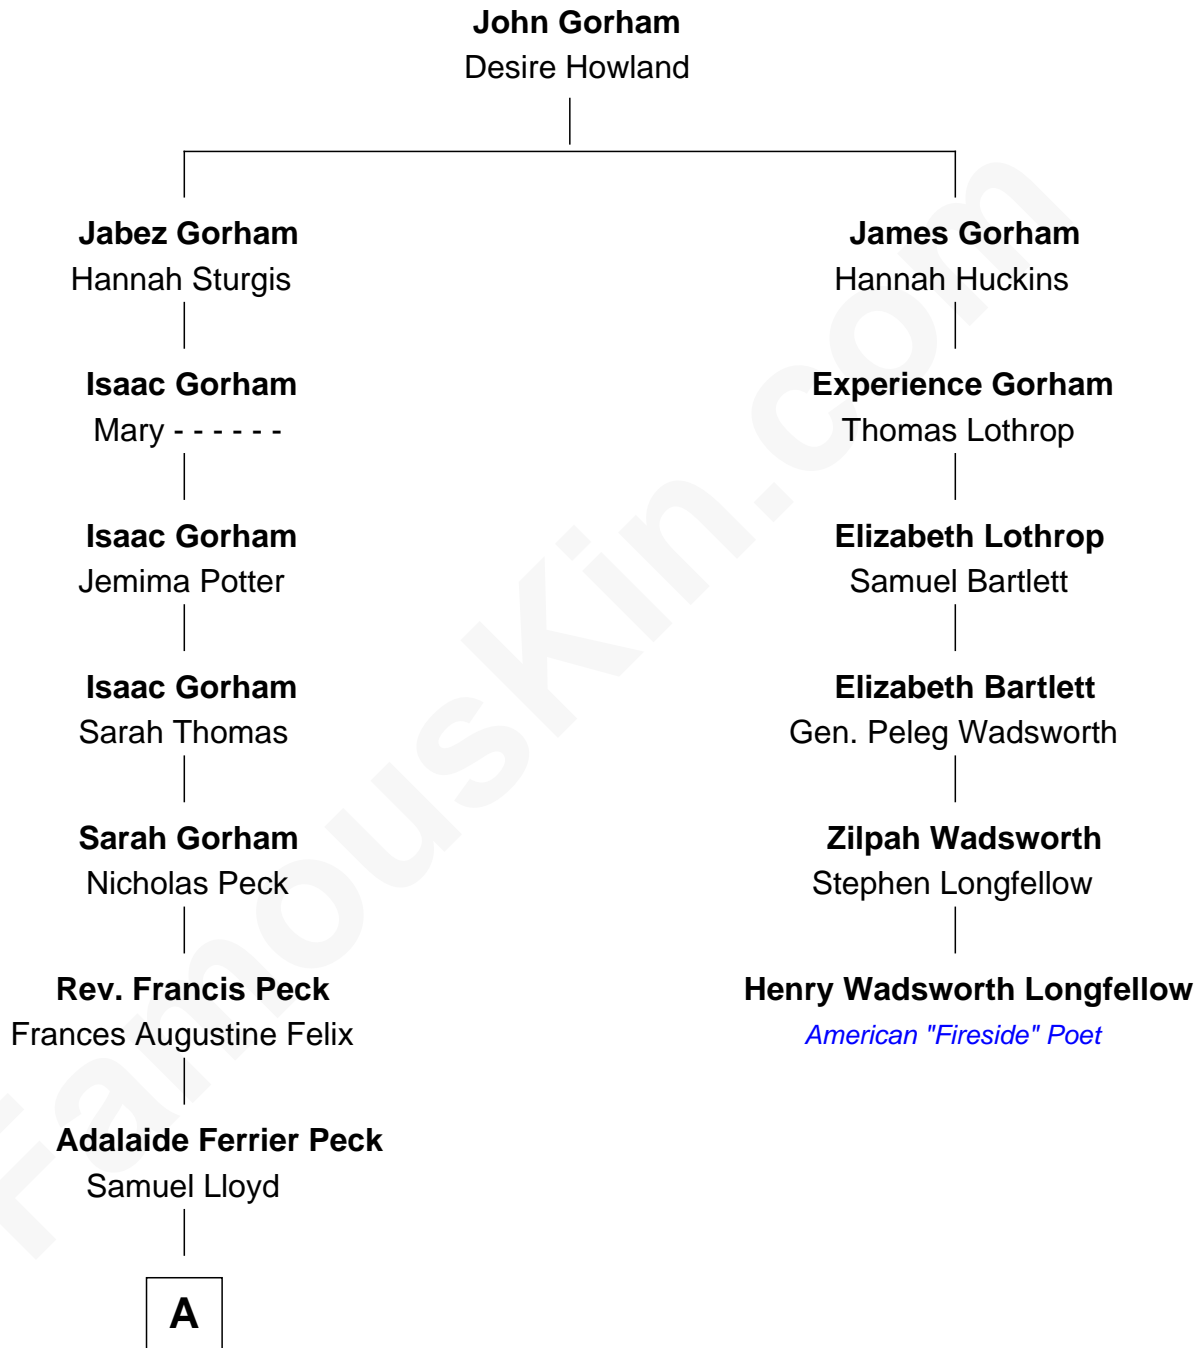 John Gorham
Desire Howland
Jabez Gorham
Hannah Sturgis
James Gorham
Hannah Huckins
Isaac Gorham
Mary - - - - - -
Experience Gorham
Thomas Lothrop
Isaac Gorham
Jemima Potter
Elizabeth Lothrop
Samuel Bartlett
Isaac Gorham
Sarah Thomas
Elizabeth Bartlett
Gen. Peleg Wadsworth
Sarah Gorham
Nicholas Peck
Zilpah Wadsworth
Stephen Longfellow
Rev. Francis Peck
Frances Augustine Felix
Henry Wadsworth Longfellow
American "Fireside" Poet
Adalaide Ferrier Peck
Samuel Lloyd
A
FamousKin.com